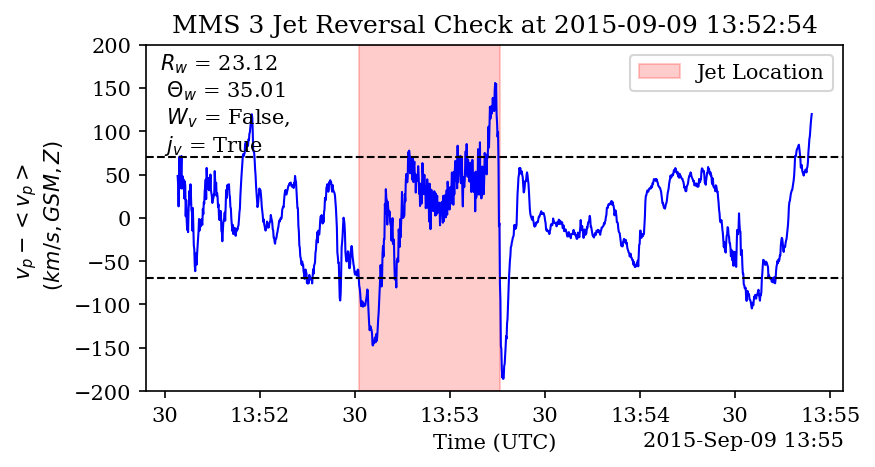 MMS 3 Jet Reversal Check at 2015-09-09 13:52:54
200
150
100
50
0
−50
−100
−150
−200
v_p − < v_p >
(km/s, GSM, Z)
R_w = 23.12
Θ_w = 35.01
W_v = False,
j_v = True
Jet Location
30 13:52 30 13:53 30 13:54 30 13:55
Time (UTC)
2015-Sep-09 13:55